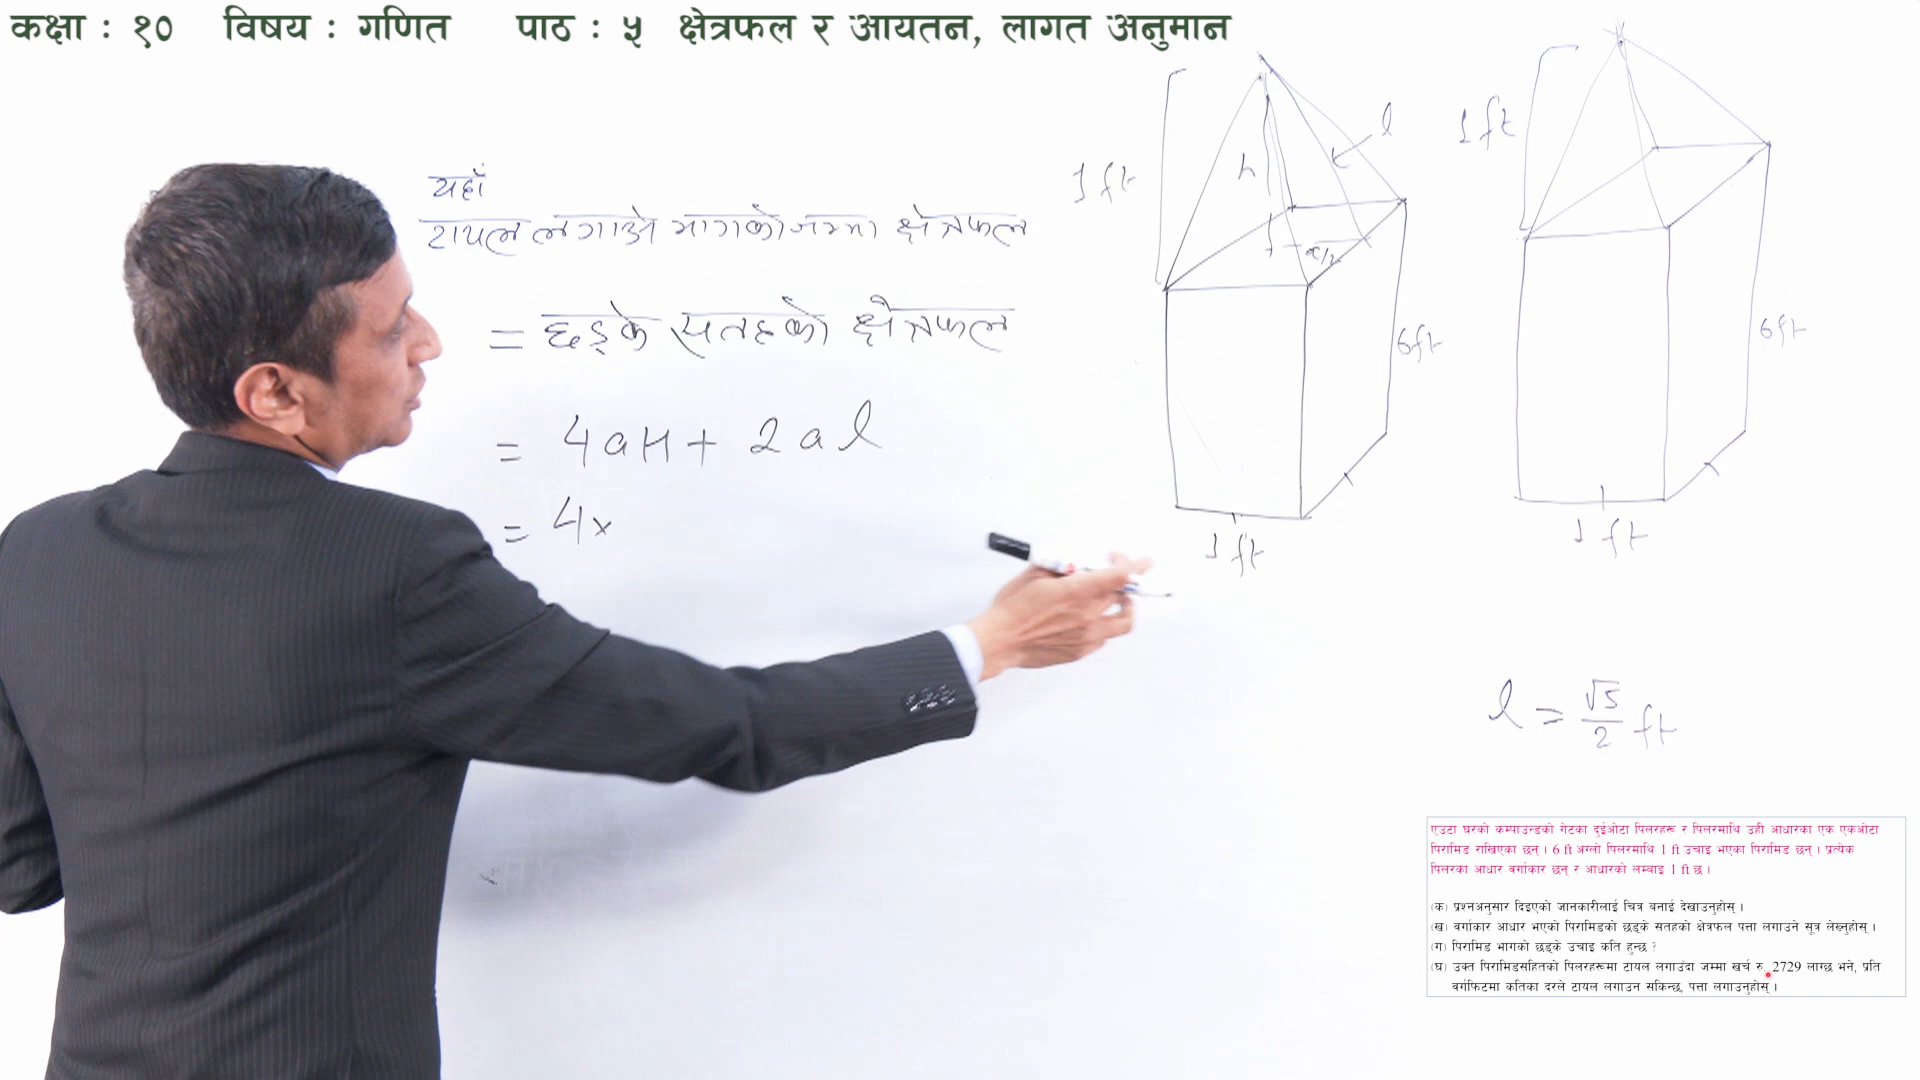 कक्षा : १० विषय : गणित पाठ : ५ क्षेत्रफल र आयतन, लागत अनुमान
यहाँ
टायल लगाउने भागको जम्मा क्षेत्रफल
= छड्के सतहको क्षेत्रफल
= 4aH + 2al
= 4×
1 ft
h
l
a/2
6ft
1 ft
1 ft
6ft
1 ft
l = √5/2 ft
एउटा घरको कम्पाउन्डको गेटका दुईओटा पिलरहरू र पिलरमाथि उही आधारका एक एकओटा
पिरामिड राखिएका छन् । 6 ft अग्लो पिलरमाथि 1 ft उचाइ भएका पिरामिड छन् । प्रत्येक
पिलरका आधार वर्गाकार छन् र आधारको लम्बाइ 1 ft छ ।
(क) प्रश्नअनुसार दिइएको जानकारीलाई चित्र बनाई देखाउनुहोस् ।
(ख) वर्गाकार आधार भएको पिरामिडको छड्के सतहको क्षेत्रफल पत्ता लगाउने सूत्र लेख्नुहोस् ।
(ग) पिरामिड भागको छड्के उचाइ कति हुन्छ ?
(घ) उक्त पिरामिडसहितको पिलरहरूमा टायल लगाउँदा जम्मा खर्च रु. 2729 लाग्छ भने, प्रति
वर्गफिटमा कतिका दरले टायल लगाउन सकिन्छ, पत्ता लगाउनुहोस् ।